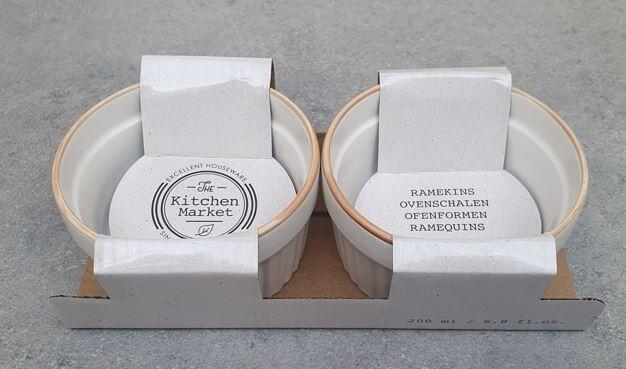 EXCELLENT HOUSEWARE
THE
Kitchen
Market
RAMEKINS
OVENSCHALEN
OFENFORMEN
RAMEQUINS
200 ml / 6.8 fl.oz.